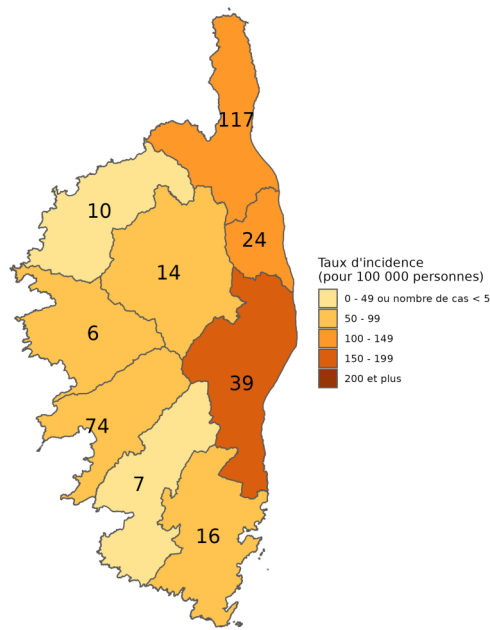 117
10
24
14
Taux d'incidence
(pour 100 000 personnes)
0 - 49 ou nombre de cas < 5
50 - 99
100 - 149
150 - 199
200 et plus
6
39
74
7
16